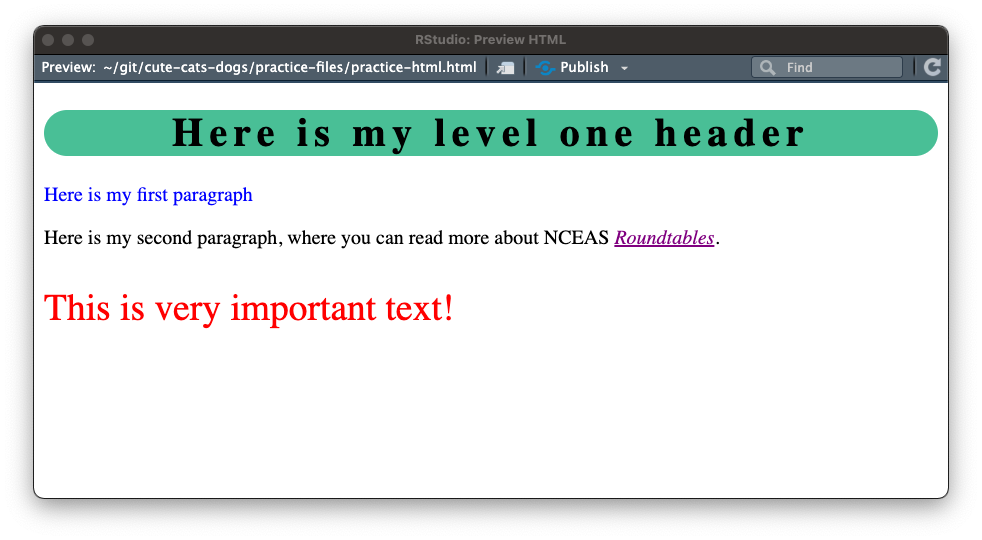 RStudio: Preview HTML
Preview: ~/git/cute-cats-dogs/practice-files/practice-html.html Publish Find
Here is my level one header
Here is my first paragraph
Here is my second paragraph, where you can read more about NCEAS Roundtables.
This is very important text!